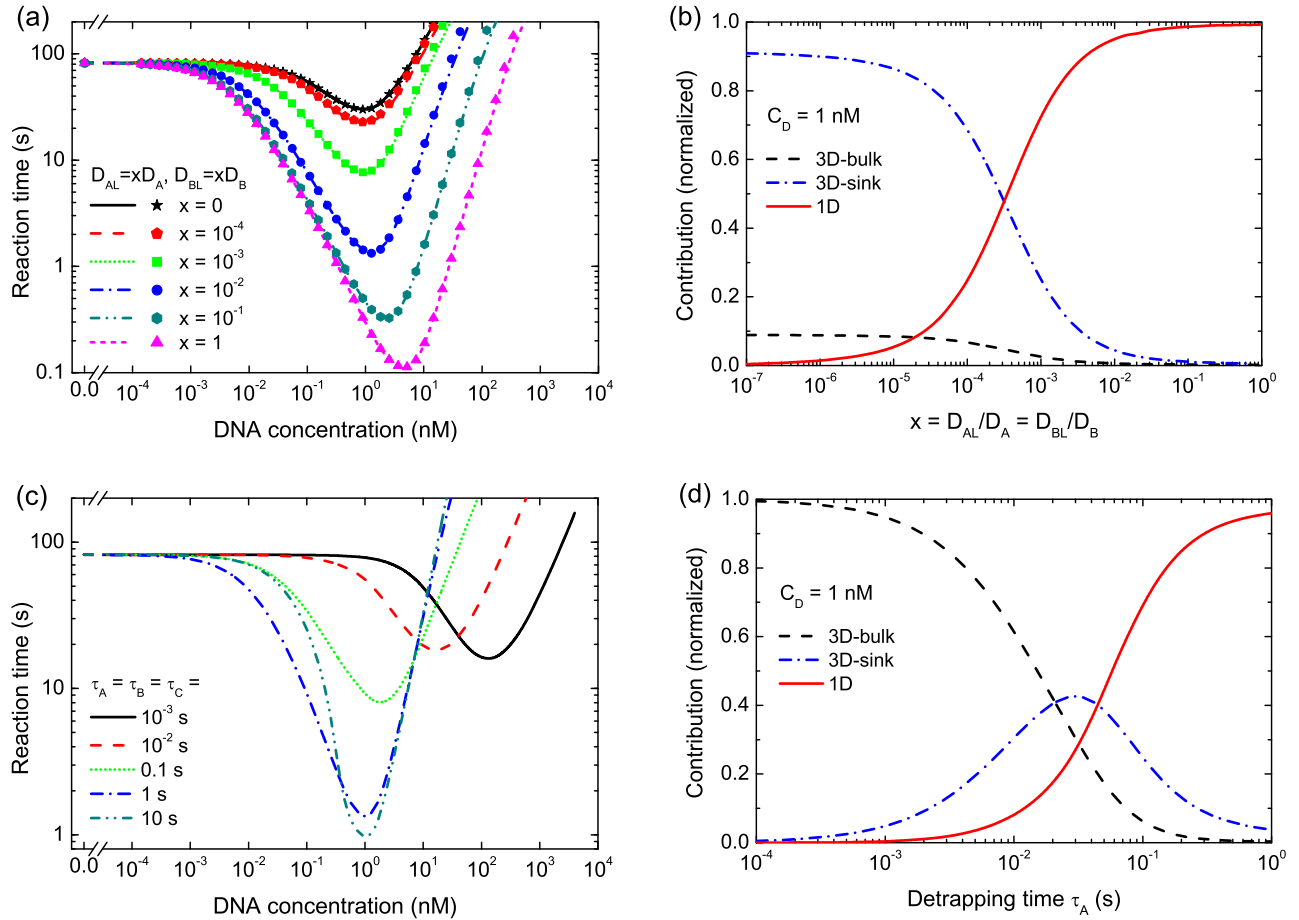 (a)
100
10
1
0.1
Reaction time (s)
D_AL=xD_A, D_BL=xD_B
x = 0
x = 10^-4
x = 10^-3
x = 10^-2
x = 10^-1
x = 1
0.0 10^-4 10^-3 10^-2 10^-1 10^0 10^1 10^2 10^3 10^4
DNA concentration (nM)
(b)
1.0
0.8
0.6
0.4
0.2
0.0
Contribution (normalized)
C_D = 1 nM
3D-bulk
3D-sink
1D
10^-7 10^-6 10^-5 10^-4 10^-3 10^-2 10^-1 10^0
x = D_AL/D_A = D_BL/D_B
(c)
100
10
1
Reaction time (s)
τ_A = τ_B = τ_C =
10^-3 s
10^-2 s
0.1 s
1 s
10 s
0.0 10^-4 10^-3 10^-2 10^-1 10^0 10^1 10^2 10^3 10^4
DNA concentration (nM)
(d)
1.0
0.8
0.6
0.4
0.2
0.0
Contribution (normalized)
C_D = 1 nM
3D-bulk
3D-sink
1D
10^-4 10^-3 10^-2 10^-1 10^0
Detrapping time τ_A (s)